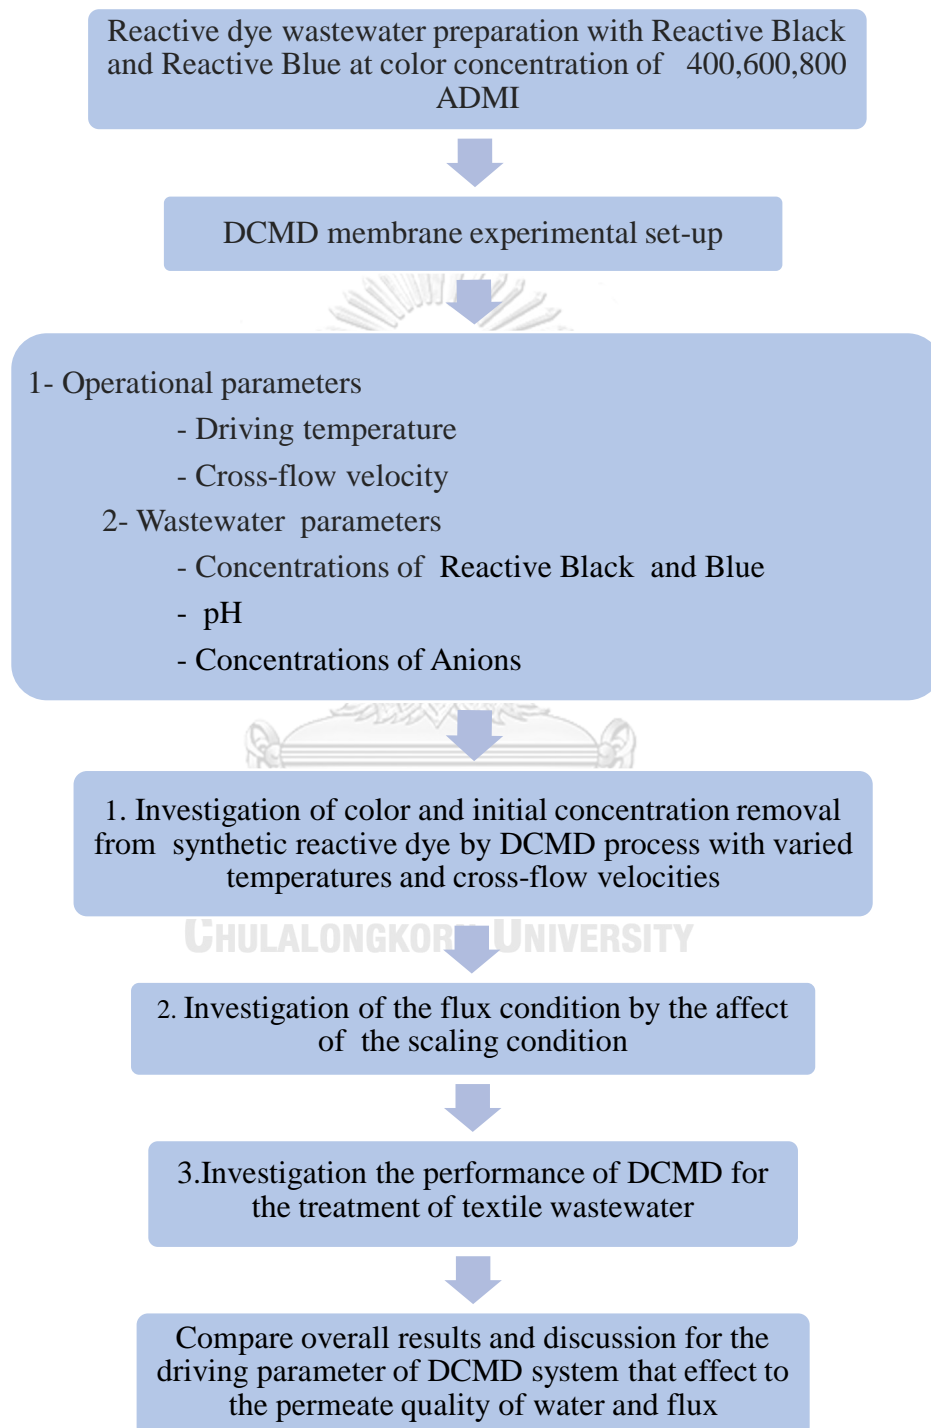 Reactive dye wastewater preparation with Reactive Black
and Reactive Blue at color concentration of 400,600,800
ADMI
DCMD membrane experimental set-up
1- Operational parameters
- Driving temperature
- Cross-flow velocity
2- Wastewater parameters
- Concentrations of Reactive Black and Blue
- pH
- Concentrations of Anions
1. Investigation of color and initial concentration removal
from synthetic reactive dye by DCMD process with varied
temperatures and cross-flow velocities
CHULALONGKORN UNIVERSITY
2. Investigation of the flux condition by the affect
of the scaling condition
3.Investigation the performance of DCMD for
the treatment of textile wastewater
Compare overall results and discussion for the
driving parameter of DCMD system that effect to
the permeate quality of water and flux